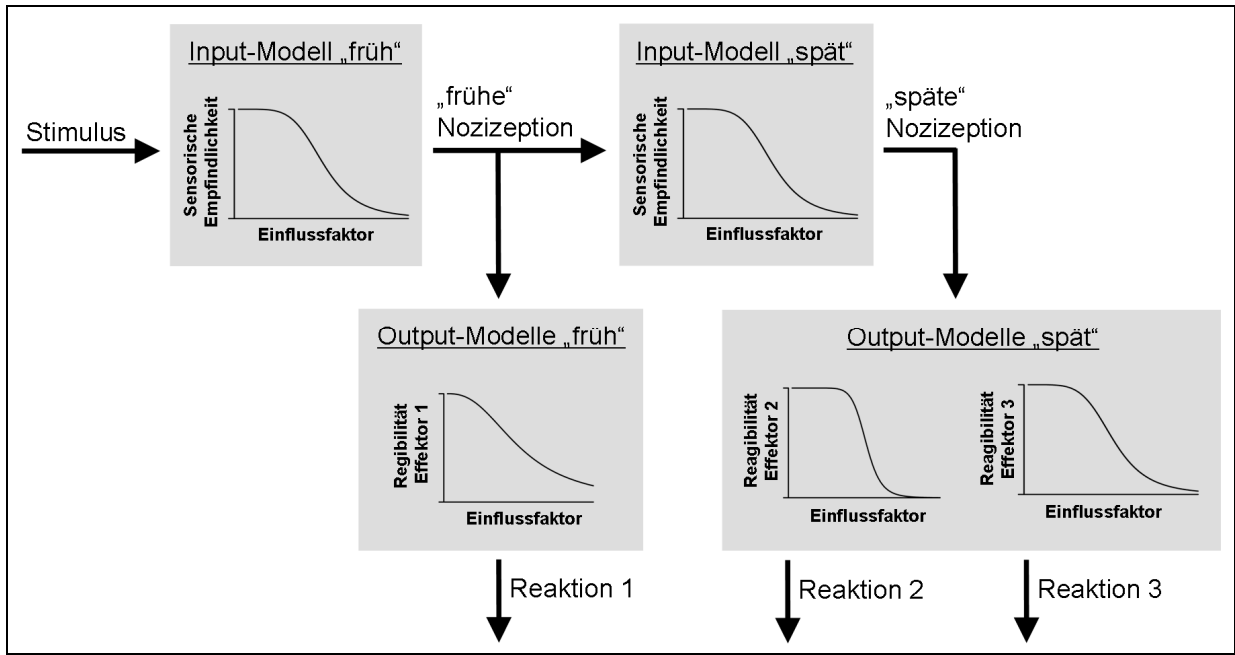 Input-Modell „früh“
Sensorische
Empfindlichkeit
Einflussfaktor
Stimulus
„frühe“
Nozizeption
Input-Modell „spät“
Sensorische
Empfindlichkeit
Einflussfaktor
„späte“
Nozizeption
Output-Modelle „früh“
Regibilität
Effektor 1
Einflussfaktor
Output-Modelle „spät“
Reagibilität
Effektor 2
Einflussfaktor
Reagibilität
Effektor 3
Einflussfaktor
Reaktion 1
Reaktion 2
Reaktion 3